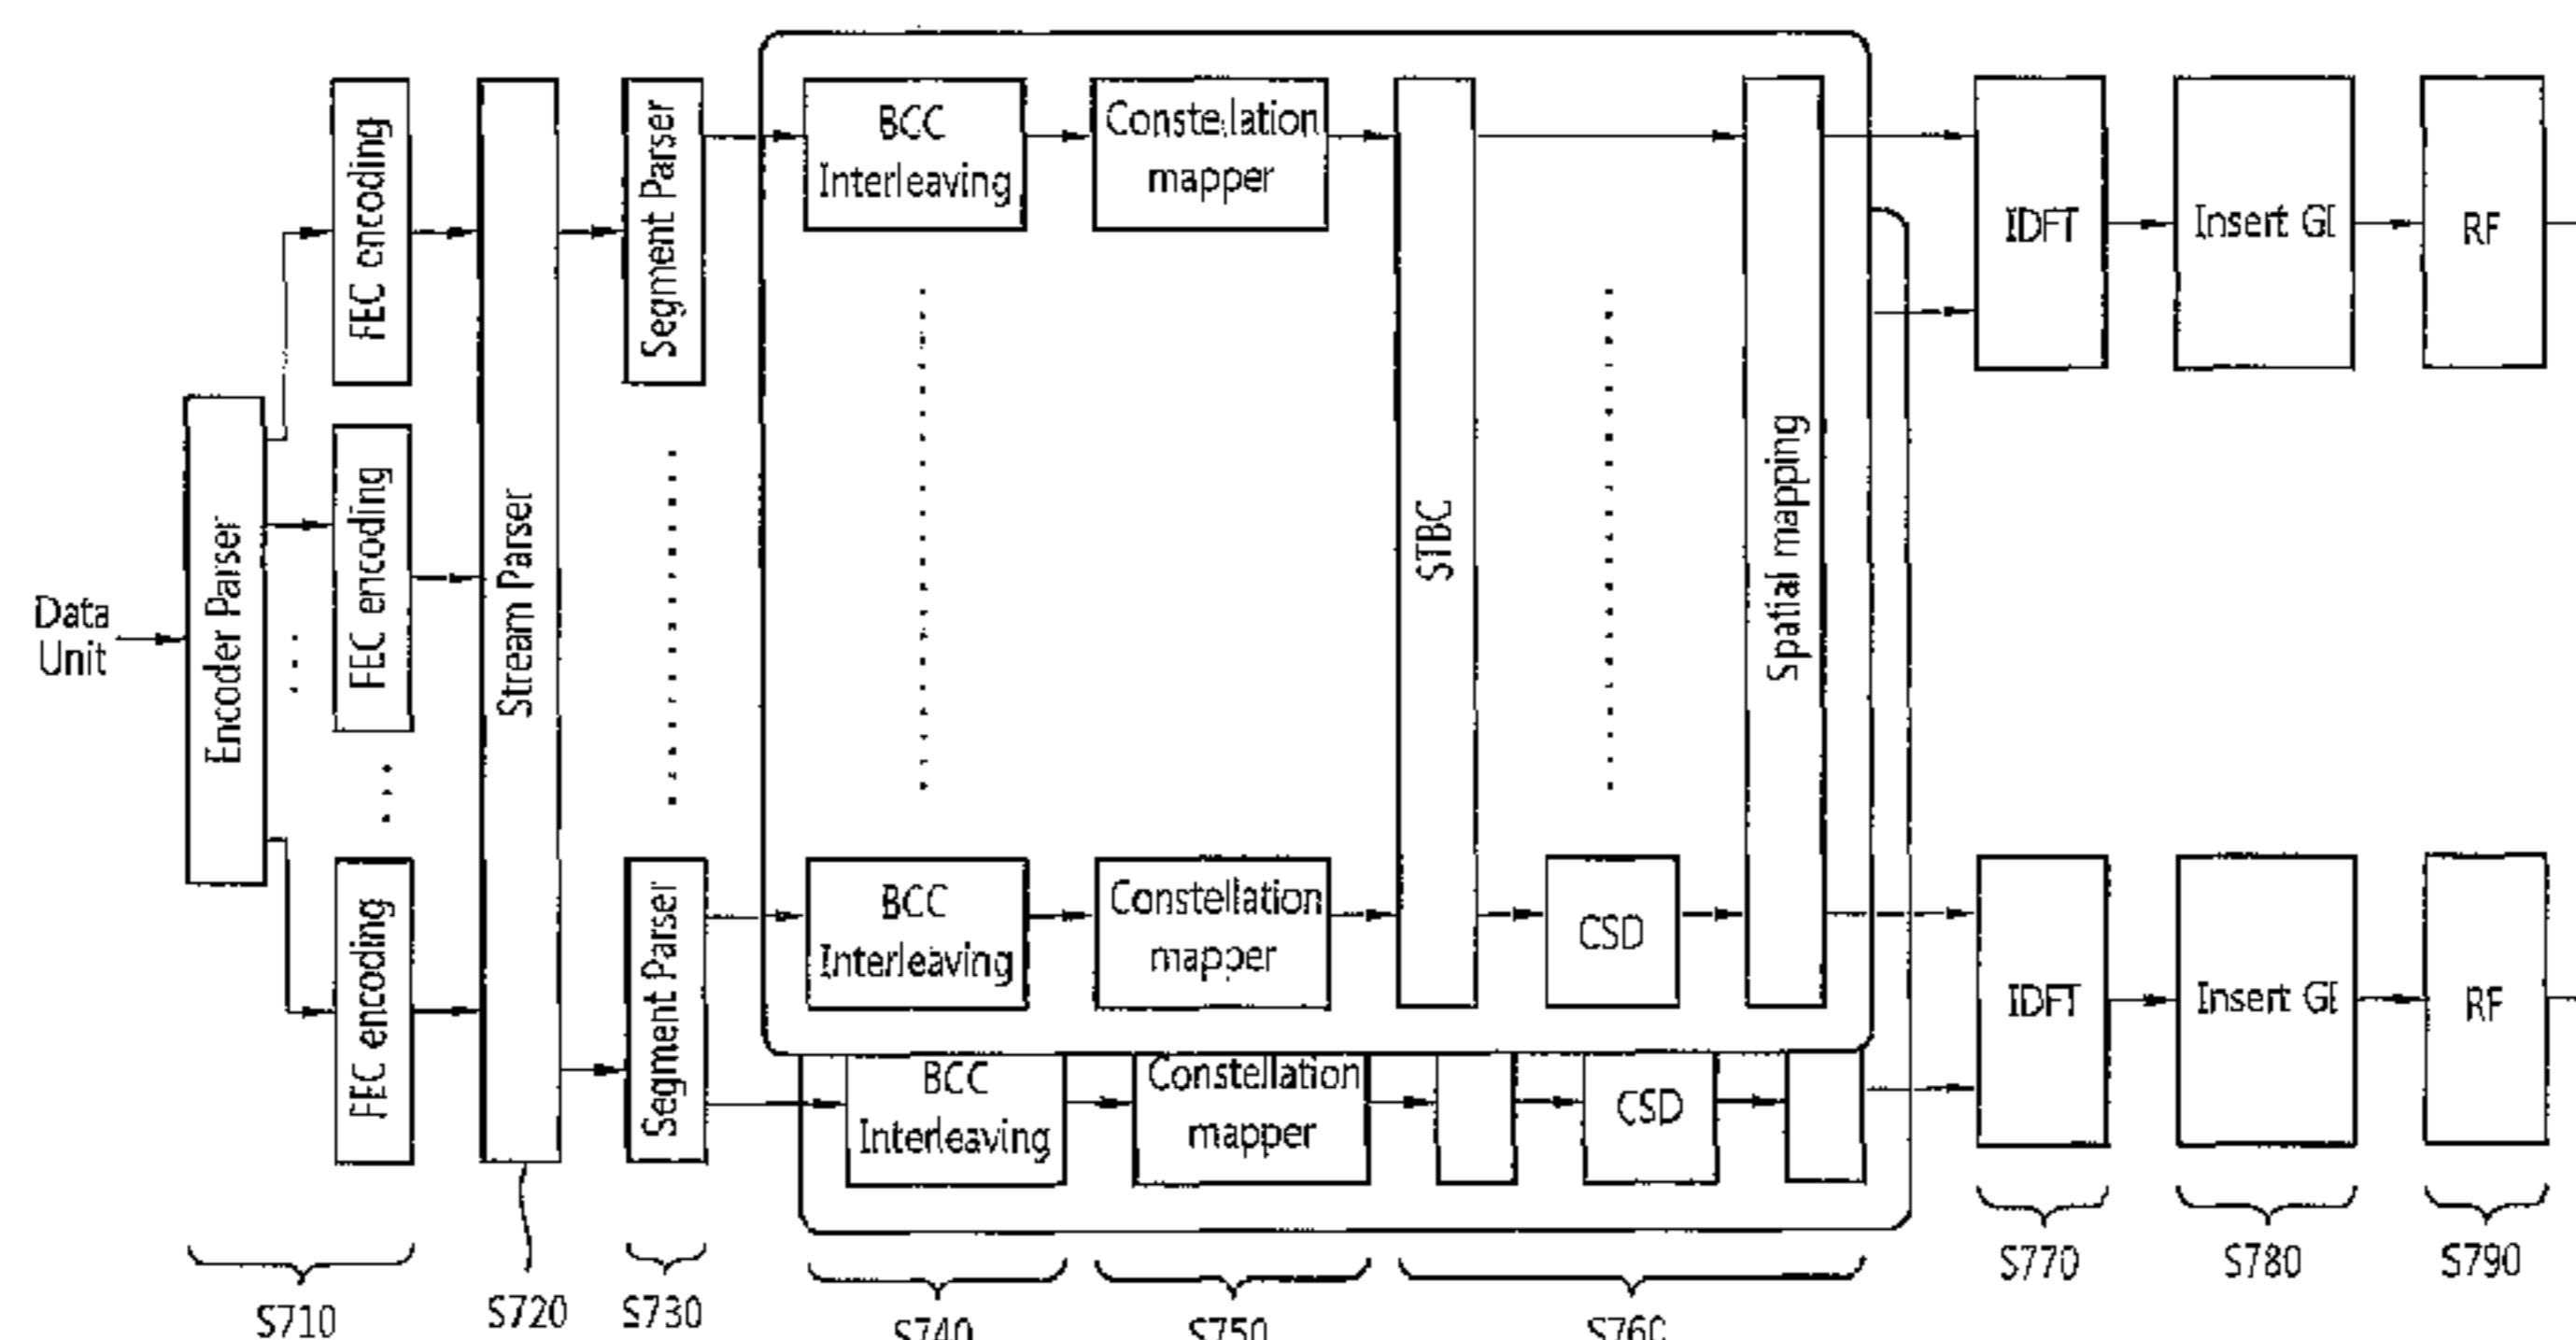 Data
Unit
Encoder Parser
FEC encoding
FEC encoding
FEC encoding
Stream Parser
Segment Parser
Segment Parser
BCC
Interleaving
Constellation
mapper
STBC
Spatial mapping
IDFT
Insert GI
RF
BCC
Interleaving
Constellation
mapper
CSD
IDFT
Insert GI
RF
BCC
Interleaving
Constellation
mapper
CSD
S710
S720
S730
S740
S750
S760
S770
S780
S790